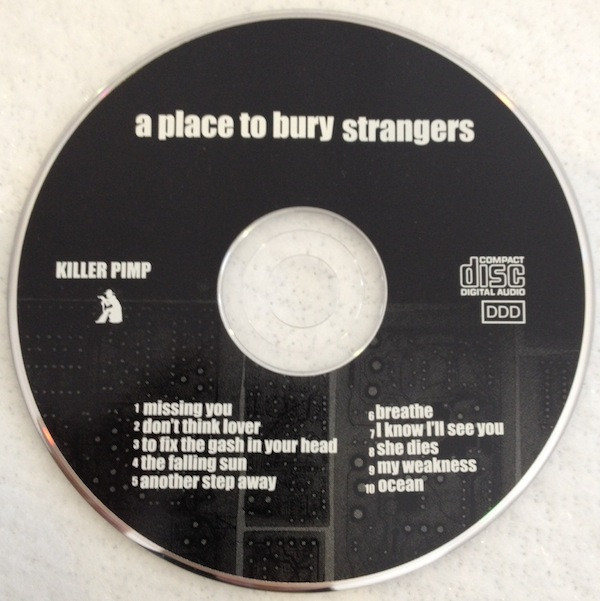 a place to bury strangers
KILLER PIMP
COMPACT
disc
DIGITAL AUDIO
DDD
1 missing you
2 don't think lover
3 to fix the gash in your head
4 the falling sun
5 another step away
6 breathe
7 I know I'll see you
8 she dies
9 my weakness
10 ocean